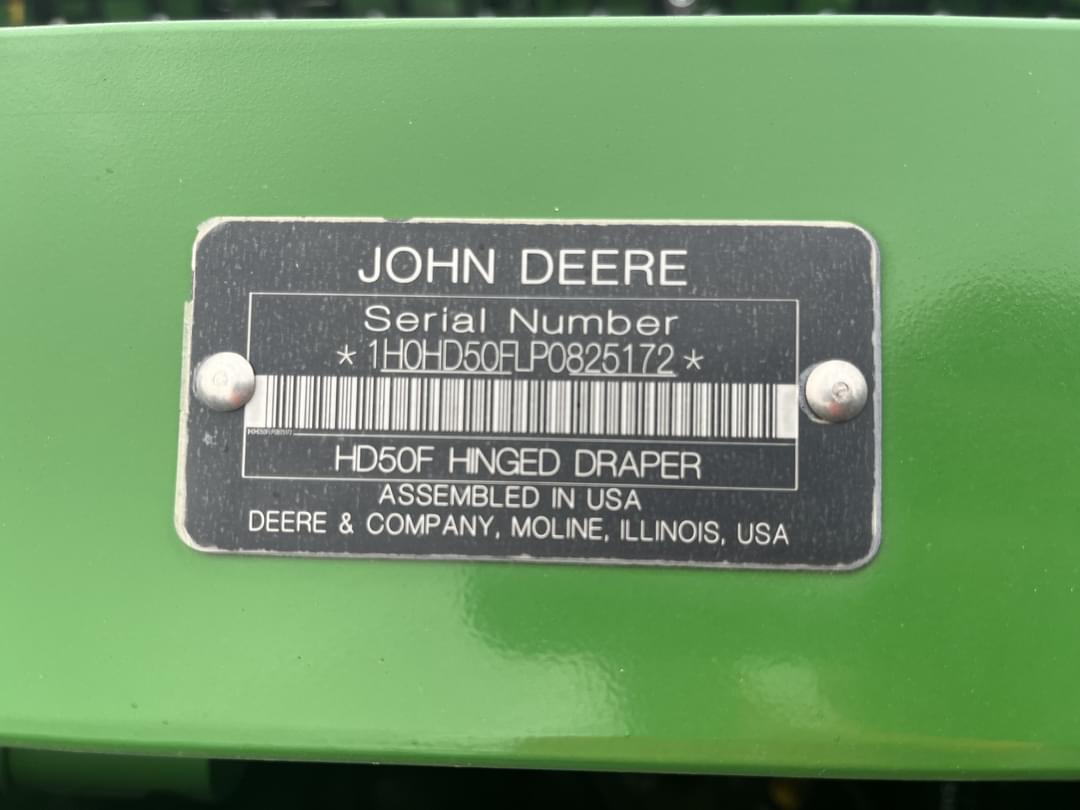 JOHN DEERE
Serial Number
*1H0HD50FLP0825172*
HD50F HINGED DRAPER
ASSEMBLED IN USA
DEERE & COMPANY, MOLINE, ILLINOIS, USA